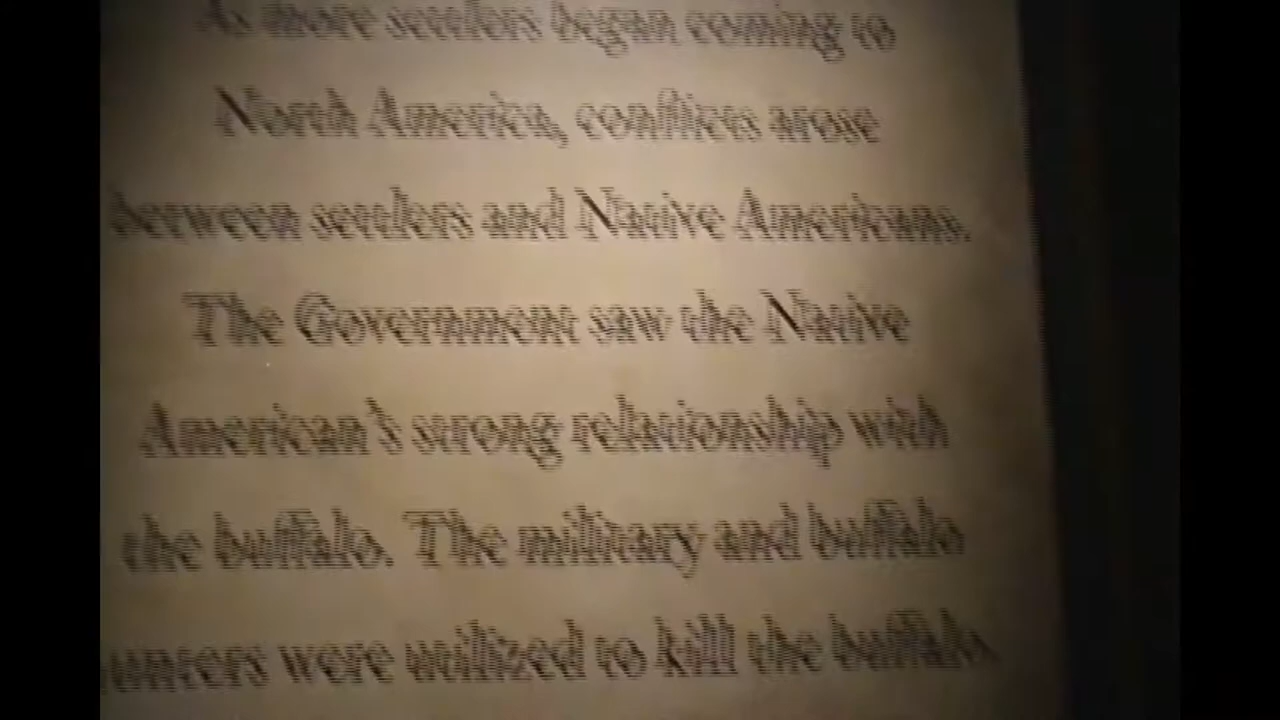 As more settlers began coming to
North America, conflicts arose
between settlers and Native Americans.
The Government saw the Native
American's strong relationship with
the buffalo. The military and buffalo
hunters were utilized to kill the buffalo.